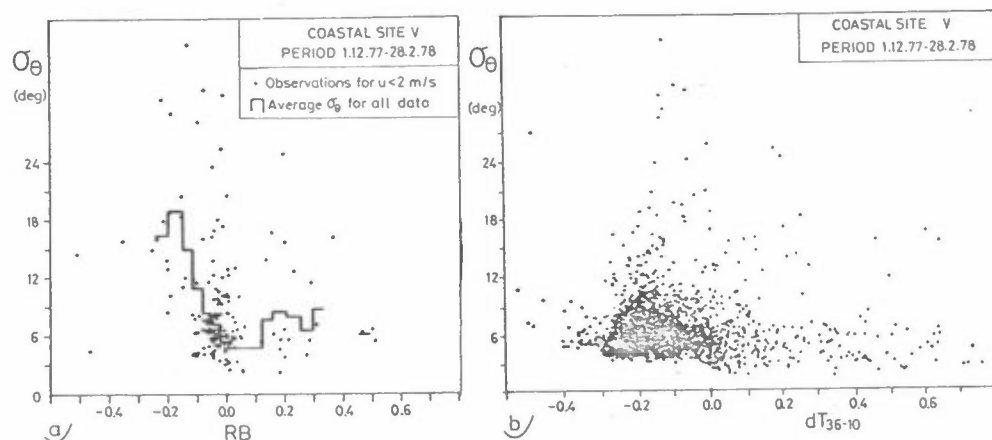 COASTAL SITE V
PERIOD 1.12.77-28.2.78
• Observations for u<2 m/s
Average σθ for all data
σθ
(deg)
24
18
12
6
0
-0.4
-0.2
0.0
0.2
0.4
0.6
a)
RB
COASTAL SITE V
PERIOD 1.12.77-28.2.78
σθ
(deg)
24
18
12
6
-0.4
-0.2
0.0
0.2
0.4
0.6
b)
dT36-10